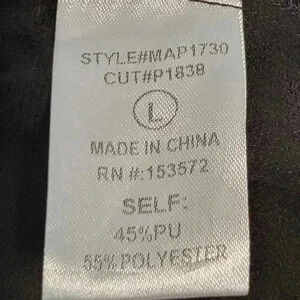 STYLE#MAP1730
CUT#P1838
L
MADE IN CHINA
RN #:153572
SELF:
45%PU
55%POLYESTER